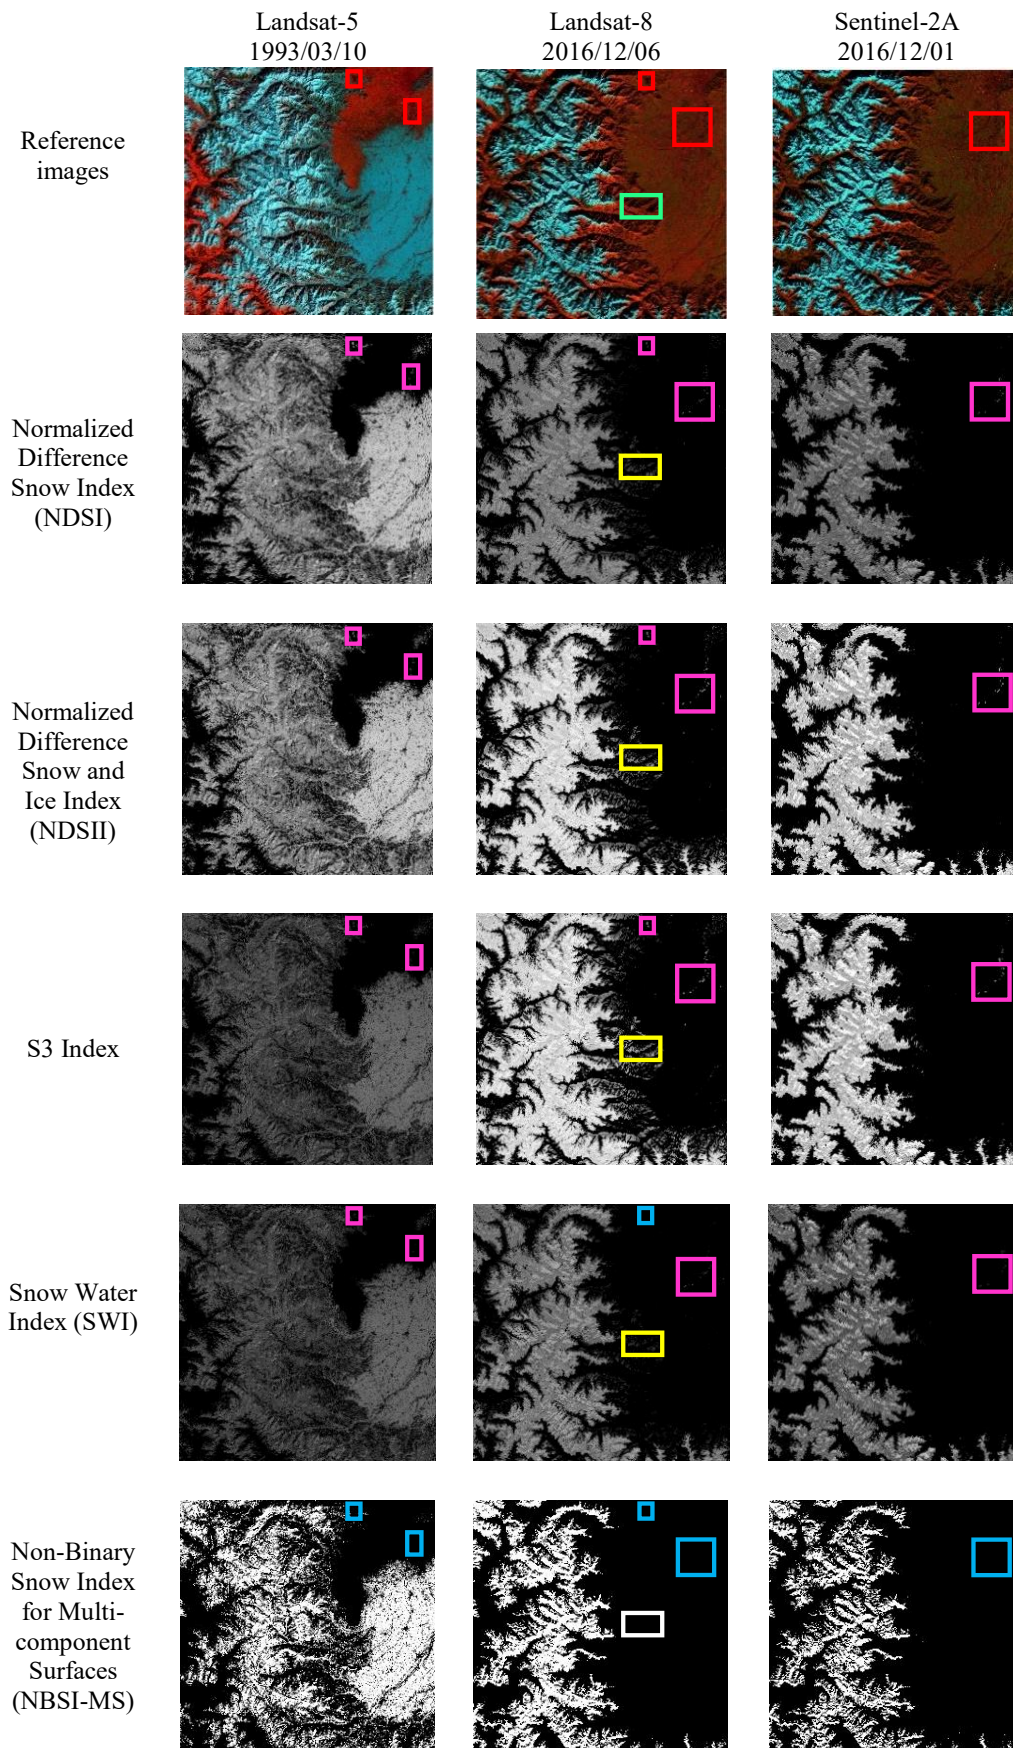 Landsat-5
1993/03/10
Landsat-8
2016/12/06
Sentinel-2A
2016/12/01
Reference
images
Normalized
Difference
Snow Index
(NDSI)
Normalized
Difference
Snow and
Ice Index
(NDSII)
S3 Index
Snow Water
Index (SWI)
Non-Binary
Snow Index
for Multi-
component
Surfaces
(NBSI-MS)